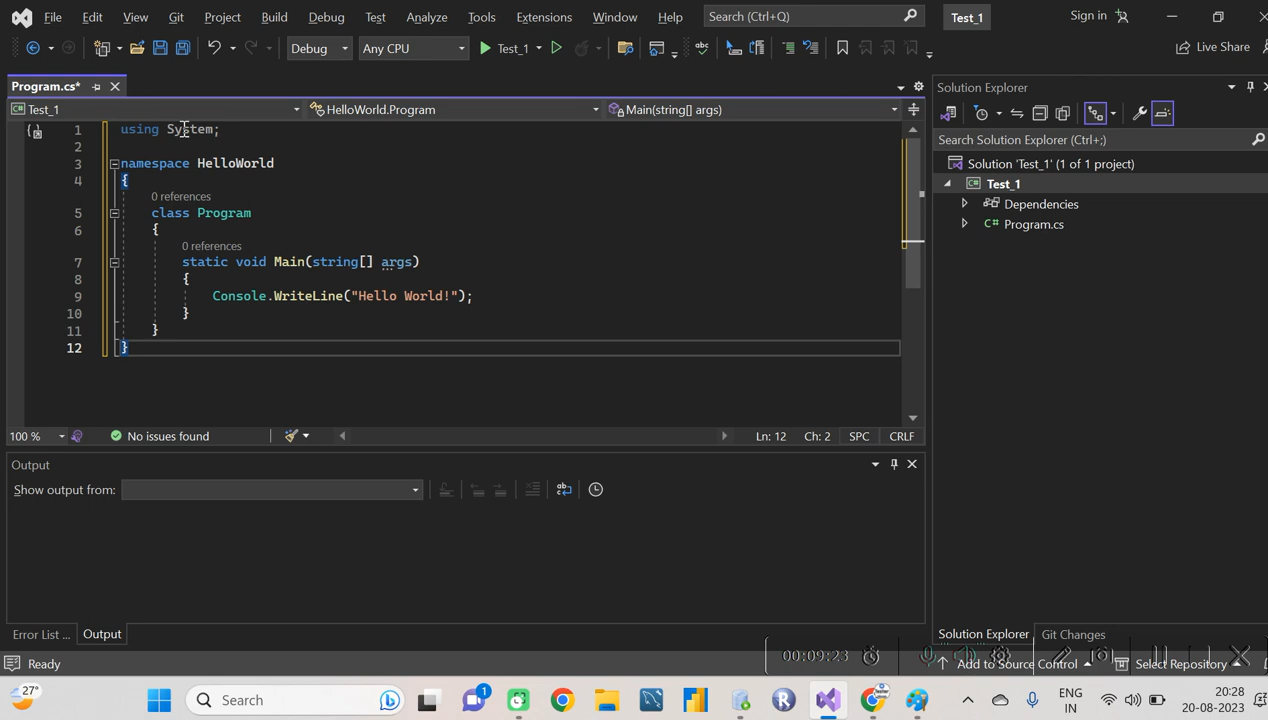 File Edit View Git Project Build Debug Test Analyze Tools Extensions Window Help Search (Ctrl+Q) Test_1 Sign in
Debug Any CPU Test_1 Live Share
Program.cs*
Test_1 HelloWorld.Program Main(string[] args)
1 using System;
2
3 namespace HelloWorld
4 {
0 references
5 class Program
6 {
0 references
7 static void Main(string[] args)
8 {
9 Console.WriteLine("Hello World!");
10 }
11 }
12 }
100 % No issues found Ln: 12 Ch: 2 SPC CRLF
Output
Show output from:
Error List ... Output
Solution Explorer
Search Solution Explorer (Ctrl+;)
Solution 'Test_1' (1 of 1 project)
Test_1
Dependencies
Program.cs
Solution Explorer Git Changes
00:09:23
Ready Add to Source Control Select Repository
27° Search 1 ENG IN 20:28 20-08-2023